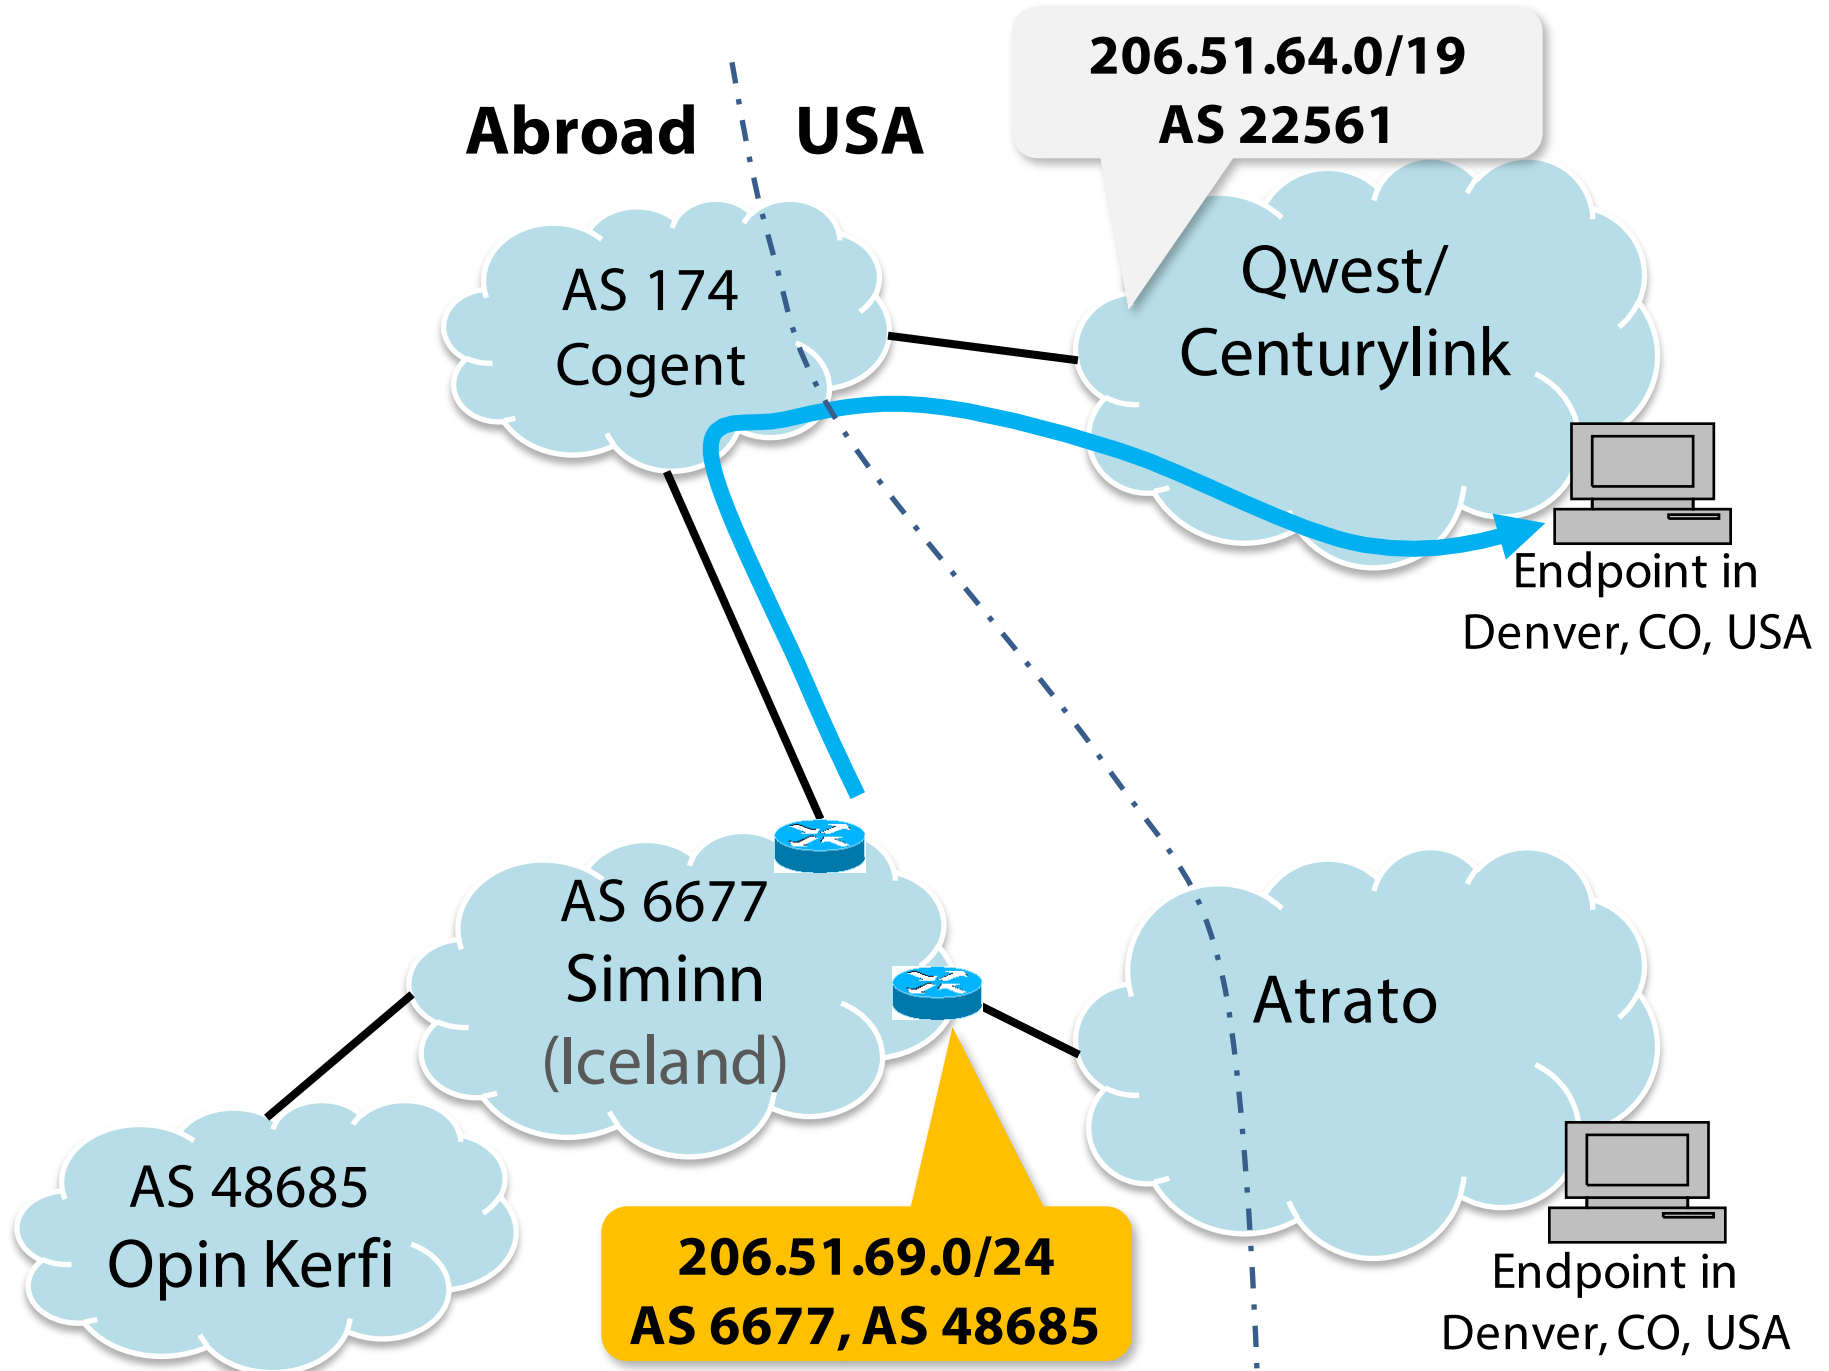 206.51.64.0/19
AS 22561
Abroad
USA
AS 174
Cogent
Qwest/
Centurylink
Endpoint in
Denver, CO, USA
AS 6677
Siminn
(Iceland)
Atrato
AS 48685
Opin Kerfi
206.51.69.0/24
AS 6677, AS 48685
Endpoint in
Denver, CO, USA